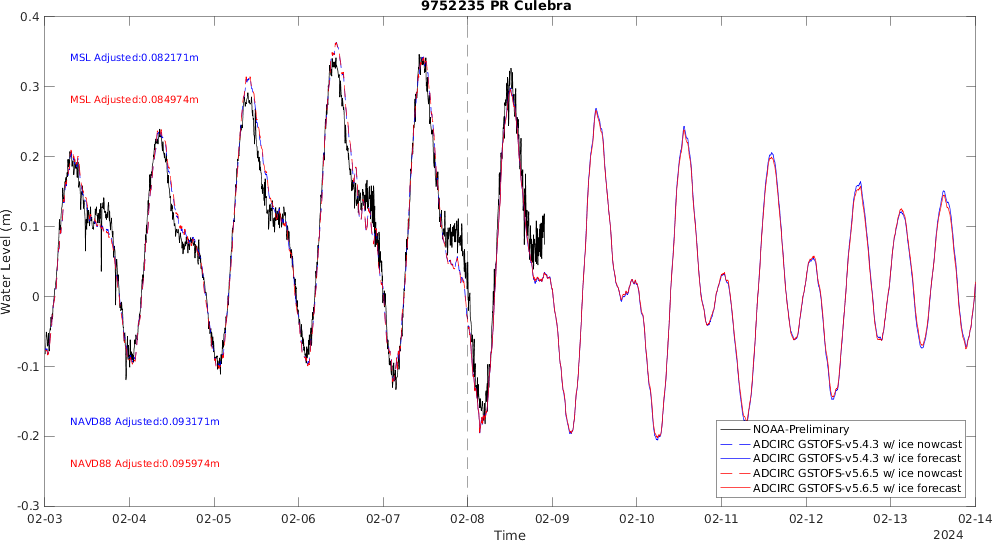 9752235 PR Culebra
0.4
0.3
0.2
0.1
0
-0.1
-0.2
-0.3
Water Level (m)
MSL Adjusted:0.082171m
MSL Adjusted:0.084974m
NAVD88 Adjusted:0.093171m
NAVD88 Adjusted:0.095974m
NOAA-Preliminary
ADCIRC GSTOFS-v5.4.3 w/ ice nowcast
ADCIRC GSTOFS-v5.4.3 w/ ice forecast
ADCIRC GSTOFS-v5.6.5 w/ ice nowcast
ADCIRC GSTOFS-v5.6.5 w/ ice forecast
02-03 02-04 02-05 02-06 02-07 02-08 02-09 02-10 02-11 02-12 02-13 02-14
Time
2024